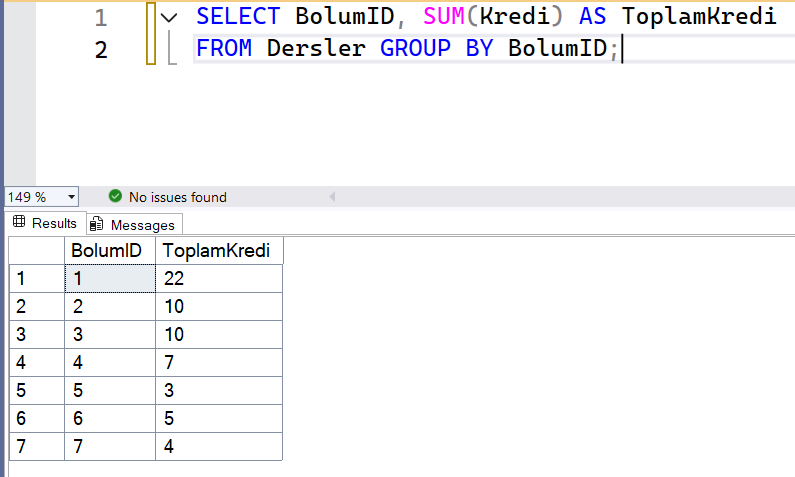 1 SELECT BolumID, SUM(Kredi) AS ToplamKredi
2 FROM Dersler GROUP BY BolumID;
149 % No issues found
Results Messages
BolumID ToplamKredi
1 1 22
2 2 10
3 3 10
4 4 7
5 5 3
6 6 5
7 7 4